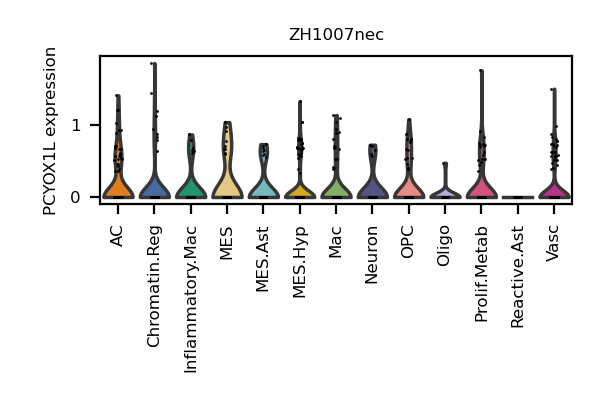 ZH1007nec
PCYOX1L expression
1
0
AC
Chromatin.Reg
Inflammatory.Mac
MES
MES.Ast
MES.Hyp
Mac
Neuron
OPC
Oligo
Prolif.Metab
Reactive.Ast
Vasc